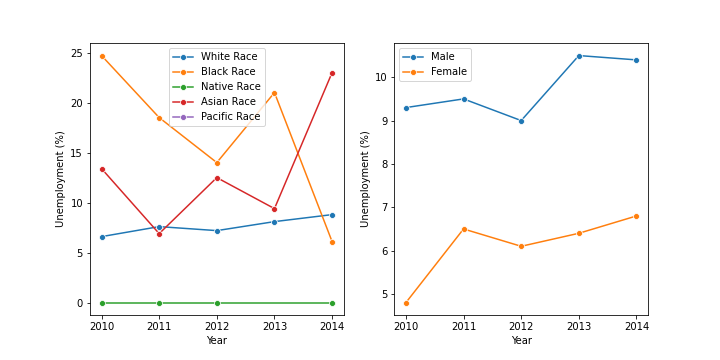 White Race
Black Race
Native Race
Asian Race
Pacific Race
25
20
15
10
5
0
Unemployment (%)
2010 2011 2012 2013 2014
Year
Male
Female
10
9
8
7
6
5
Unemployment (%)
2010 2011 2012 2013 2014
Year